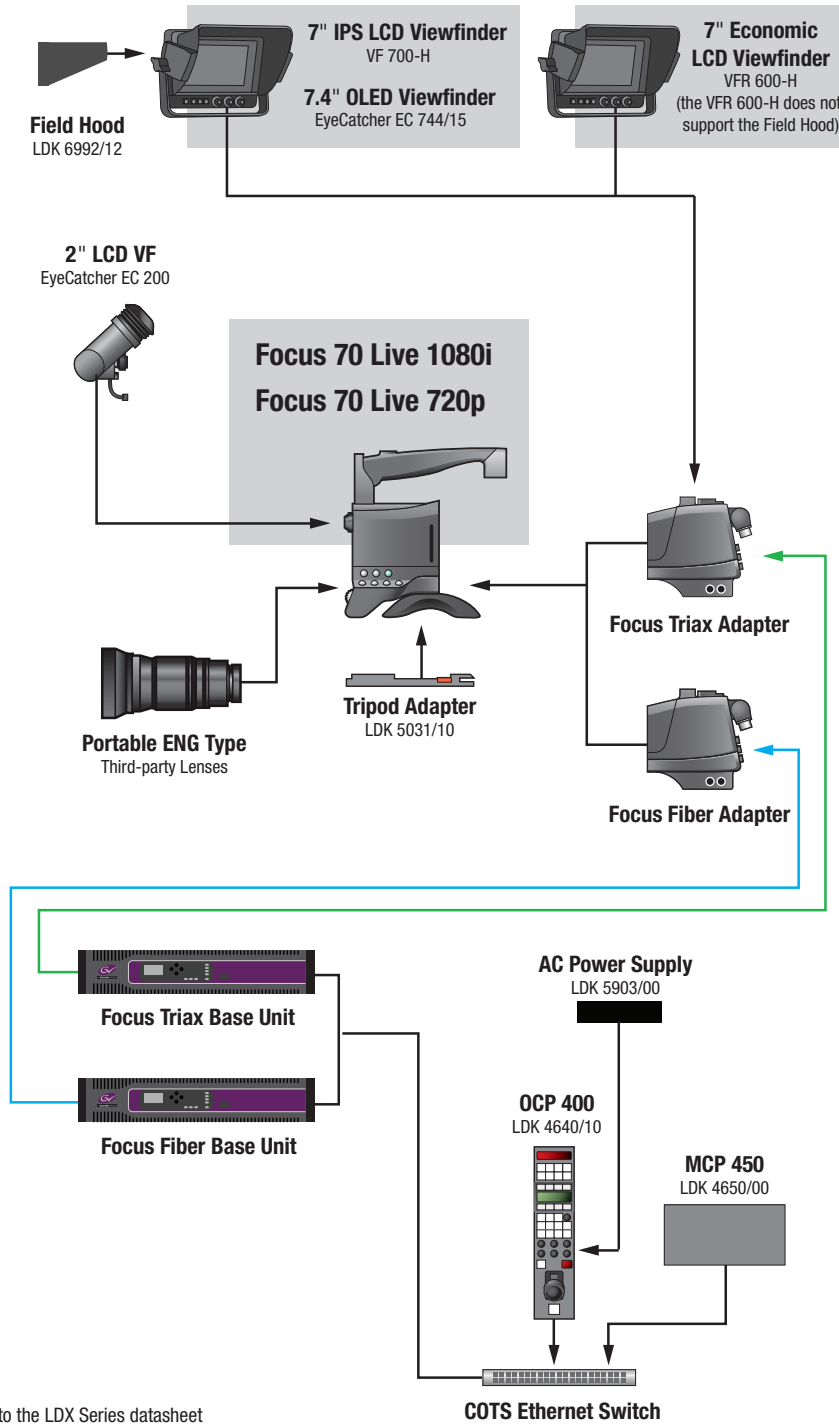 7" IPS LCD Viewfinder
VF 700-H
7.4" OLED Viewfinder
EyeCatcher EC 744/15
7" Economic
LCD Viewfinder
VFR 600-H
(the VFR 600-H does not
support the Field Hood)
Field Hood
LDK 6992/12
2" LCD VF
EyeCatcher EC 200
Focus 70 Live 1080i
Focus 70 Live 720p
Focus Triax Adapter
Tripod Adapter
LDK 5031/10
Portable ENG Type
Third-party Lenses
Focus Fiber Adapter
Focus Triax Base Unit
AC Power Supply
LDK 5903/00
Focus Fiber Base Unit
OCP 400
LDK 4640/10
MCP 450
LDK 4650/00
to the LDX Series datasheet
COTS Ethernet Switch